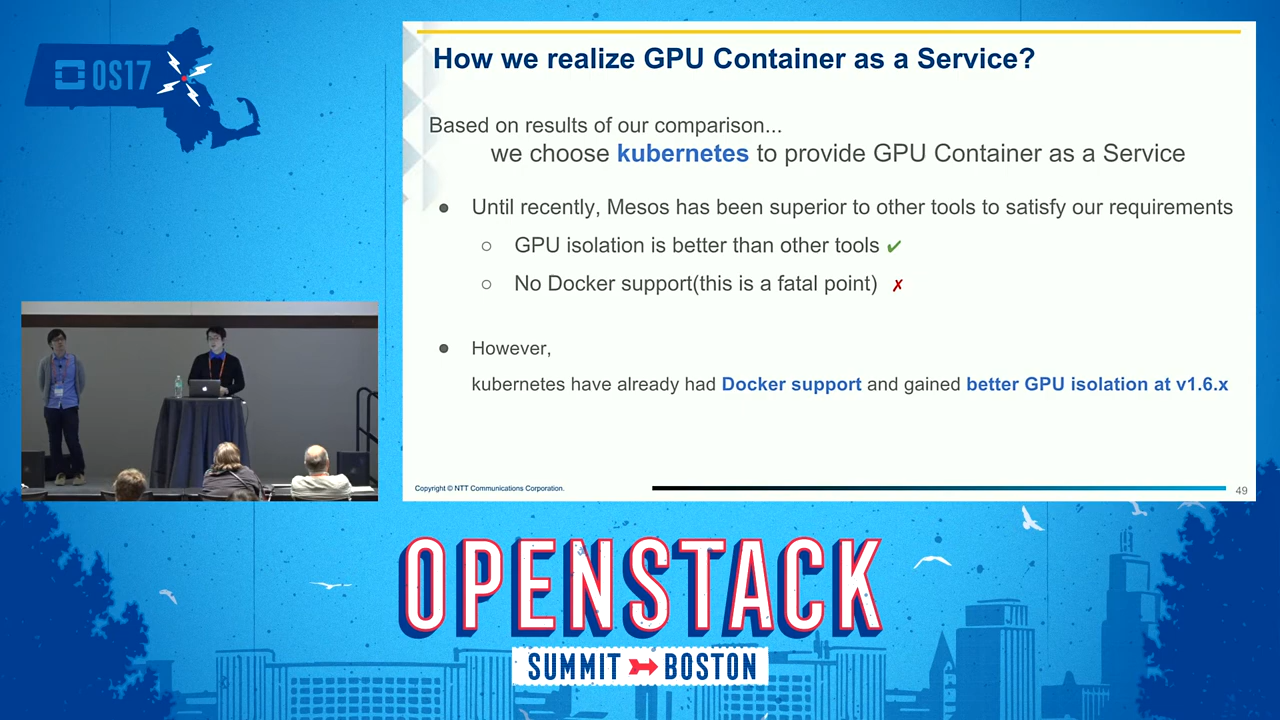 OS17
How we realize GPU Container as a Service?
Based on results of our comparison...
we choose kubernetes to provide GPU Container as a Service
● Until recently, Mesos has been superior to other tools to satisfy our requirements
○ GPU isolation is better than other tools ✔
○ No Docker support(this is a fatal point) ✗
● However,
kubernetes have already had Docker support and gained better GPU isolation at v1.6.x
Copyright © NTT Communications Corporation.
49
OPENSTACK
SUMMIT BOSTON